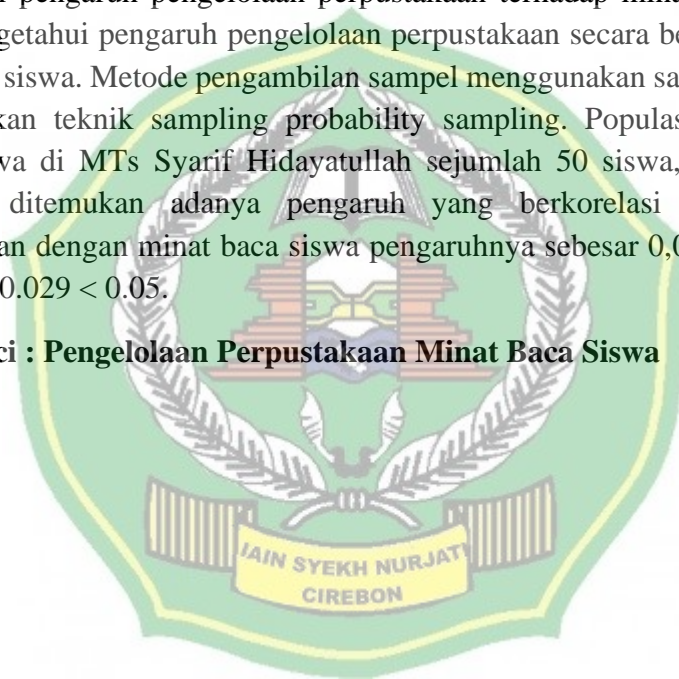 pengaruh pengelolaan perpustakaan terhadap
getahui pengaruh pengelolaan perpustakaan secara be
siswa. Metode pengambilan sampel menggunakan sa
kan teknik sampling probability sampling. Populas
wa di MTs Syarif Hidayatullah sejumlah 50 siswa,
ditemukan adanya pengaruh yang berkorelasi
an dengan minat baca siswa pengaruhnya sebesar 0,0
0.029 < 0.05.
ci : Pengelolaan Perpustakaan Minat Baca Siswa
IAIN SYEKH NURJATI
CIREBON